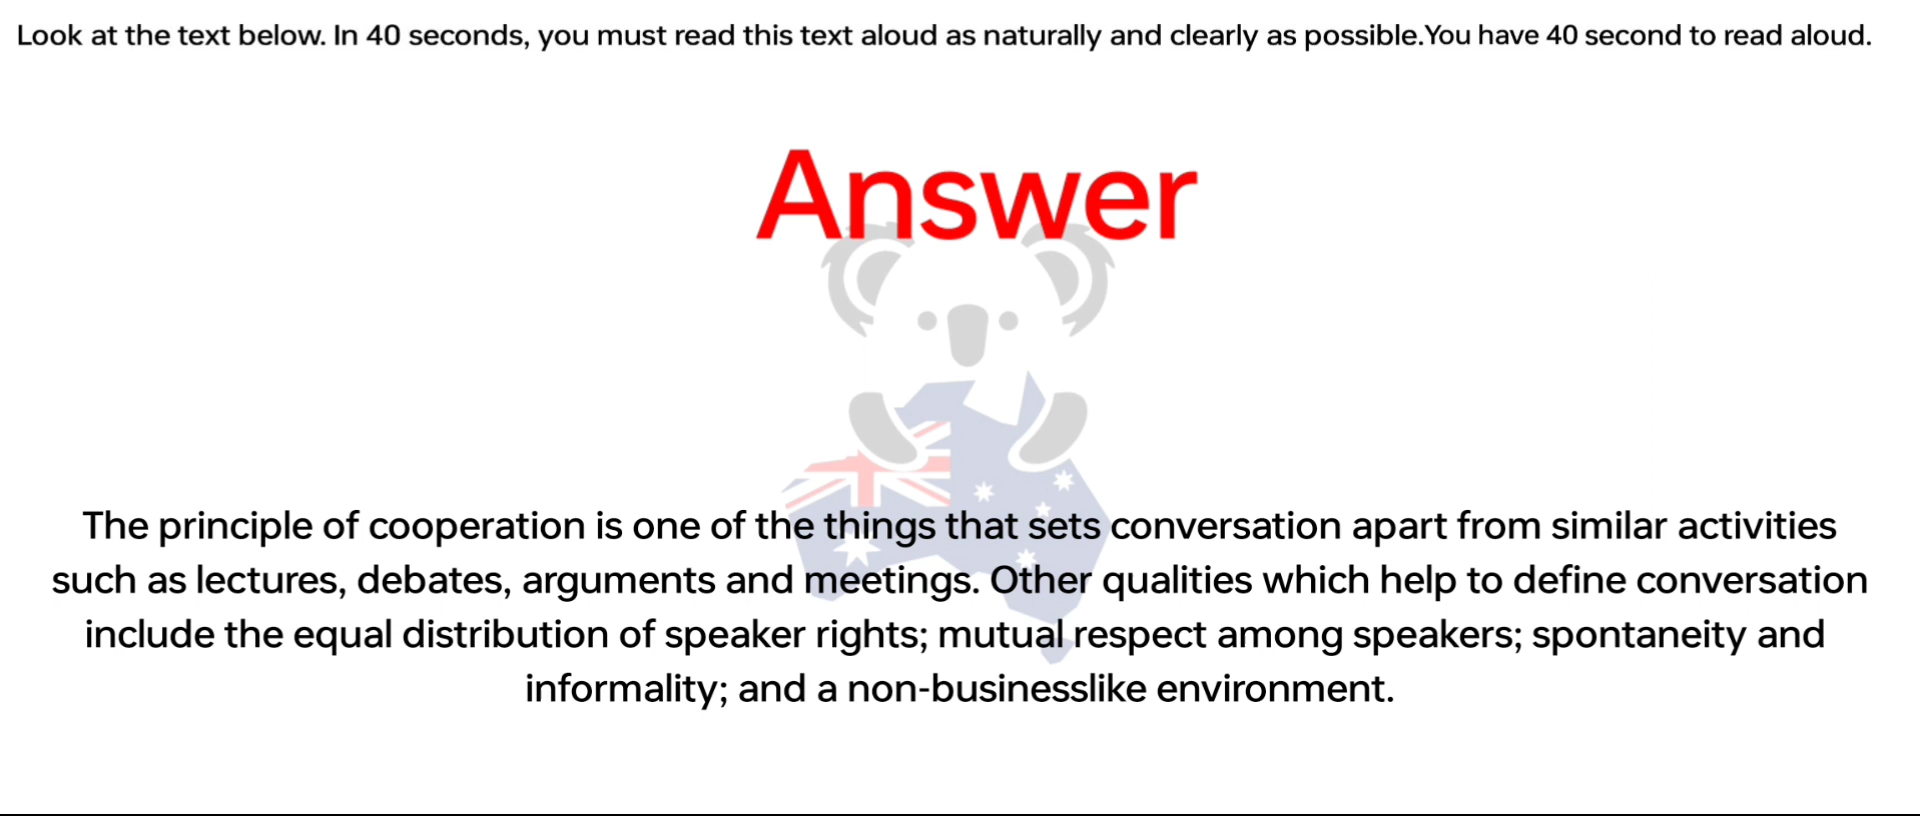 Look at the text below. In 40 seconds, you must read this text aloud as naturally and clearly as possible.You have 40 second to read aloud.
Answer
The principle of cooperation is one of the things that sets conversation apart from similar activities
such as lectures, debates, arguments and meetings. Other qualities which help to define conversation
include the equal distribution of speaker rights; mutual respect among speakers; spontaneity and
informality; and a non-businesslike environment.